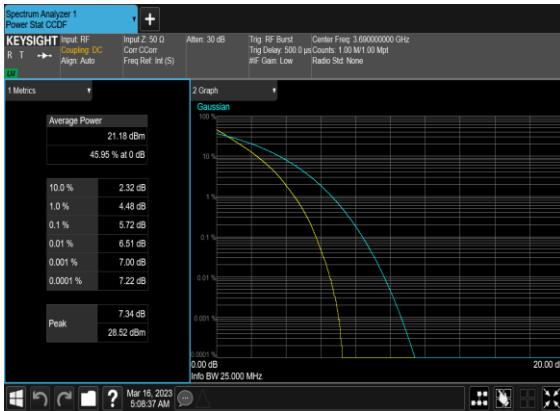 Spectrum Analyzer 1
Power Stat CCDF
+
KEYSIGHT
R T
LXI
Input: RF
Coupling: DC
Align: Auto
Input Z: 50 Ω
Corr CCorr
Freq Ref: Int (S)
Atten: 30 dB
Trig: RF Burst
Trig Delay: 500.0 µs
#IF Gain: Low
Center Freq: 3.690000000 GHz
Counts: 1.00 M/1.00 Mpt
Radio Std: None
1 Metrics
Average Power
21.18 dBm
45.95 % at 0 dB
10.0 % 2.32 dB
1.0 % 4.48 dB
0.1 % 5.72 dB
0.01 % 6.51 dB
0.001 % 7.00 dB
0.0001 % 7.22 dB
Peak
7.34 dB
28.52 dBm
2 Graph
Gaussian
100 %
10 %
1 %
0.1 %
0.01 %
0.001 %
0.0001 %
0.00 dB
20.00 d
Info BW 25.000 MHz
?
Mar 16, 2023
5:08:37 AM